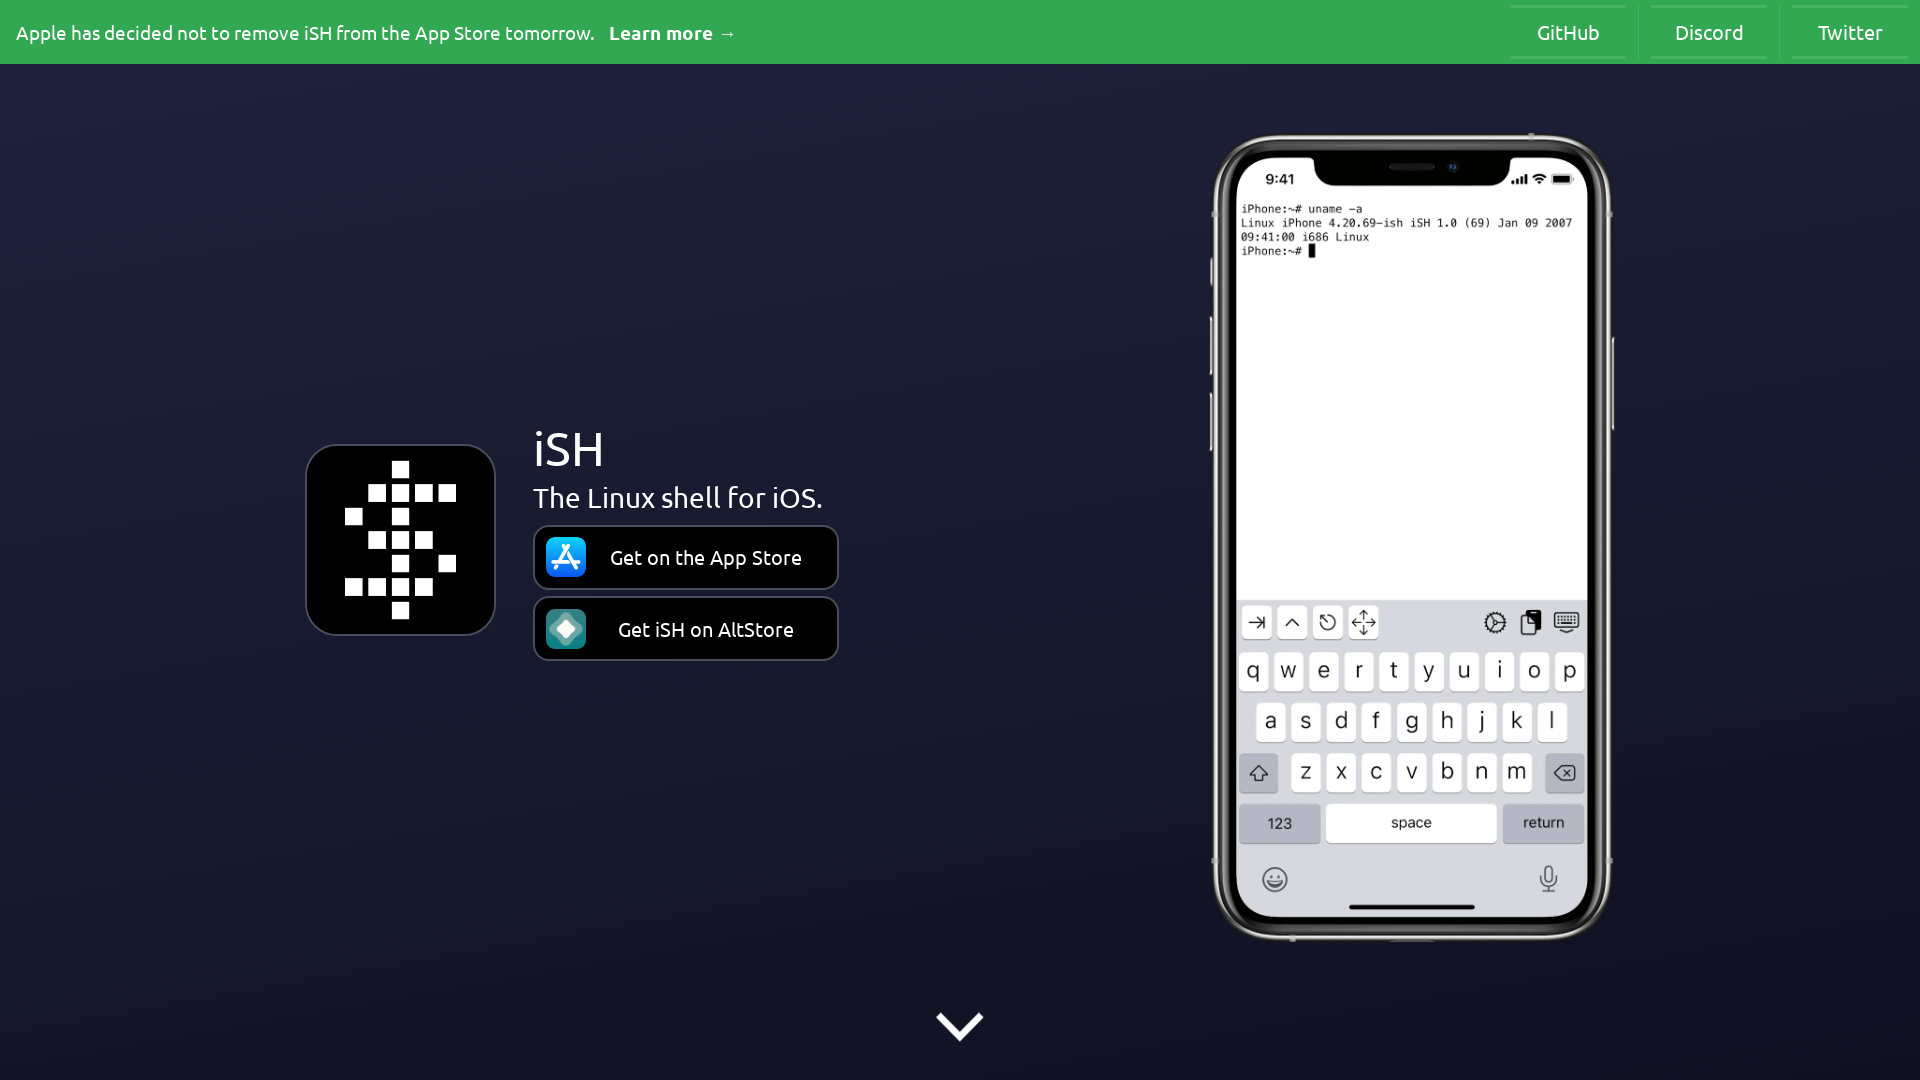 Apple has decided not to remove iSH from the App Store tomorrow. Learn more →
GitHub
Discord
Twitter
iSH
The Linux shell for iOS.
Get on the App Store
Get iSH on AltStore
9:41
iPhone:~# uname -a
Linux iPhone 4.20.69-ish iSH 1.0 (69) Jan 09 2007
09:41:00 i686 Linux
iPhone:~#
q w e r t y u i o p
a s d f g h j k l
z x c v b n m
123 space return